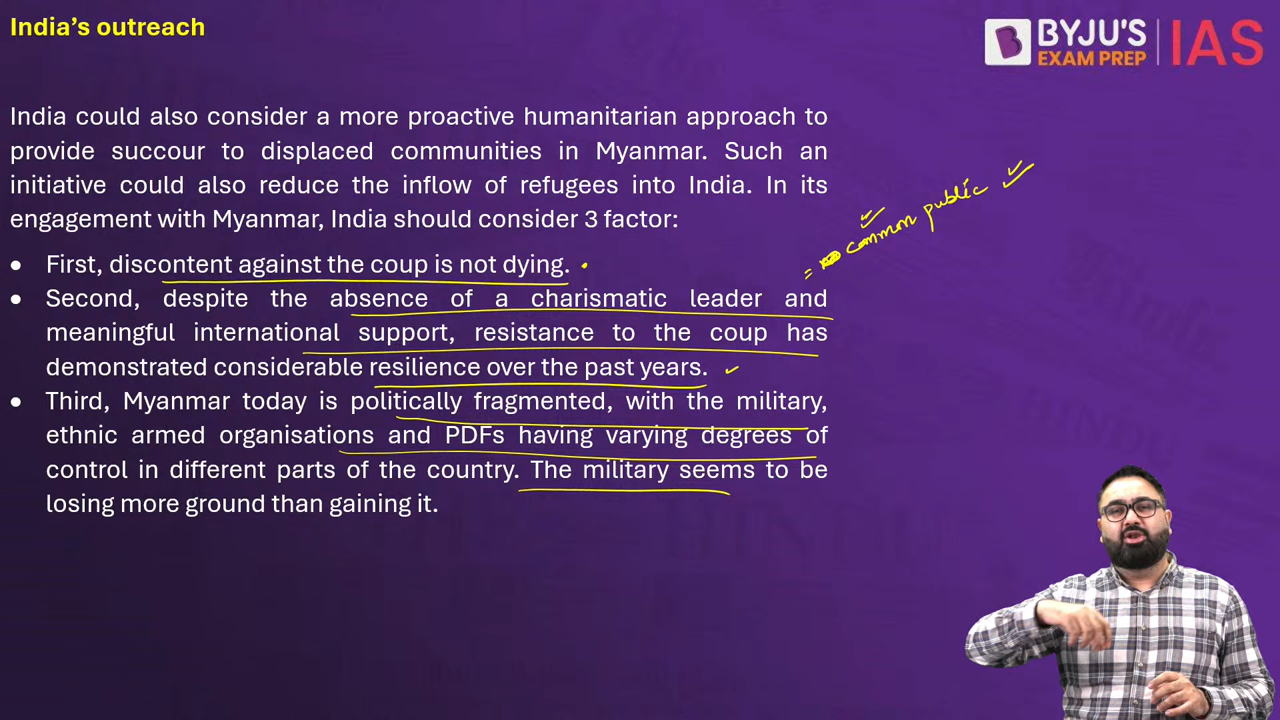 India's outreach
BYJU'S
EXAM PREP
IAS
India could also consider a more proactive humanitarian approach to
provide succour to displaced communities in Myanmar. Such an
initiative could also reduce the inflow of refugees into India. In its
engagement with Myanmar, India should consider 3 factor:
• First, discontent against the coup is not dying.
= common public
• Second, despite the absence of a charismatic leader and
meaningful international support, resistance to the coup has
demonstrated considerable resilience over the past years.
• Third, Myanmar today is politically fragmented, with the military,
ethnic armed organisations and PDFs having varying degrees of
control in different parts of the country. The military seems to be
losing more ground than gaining it.